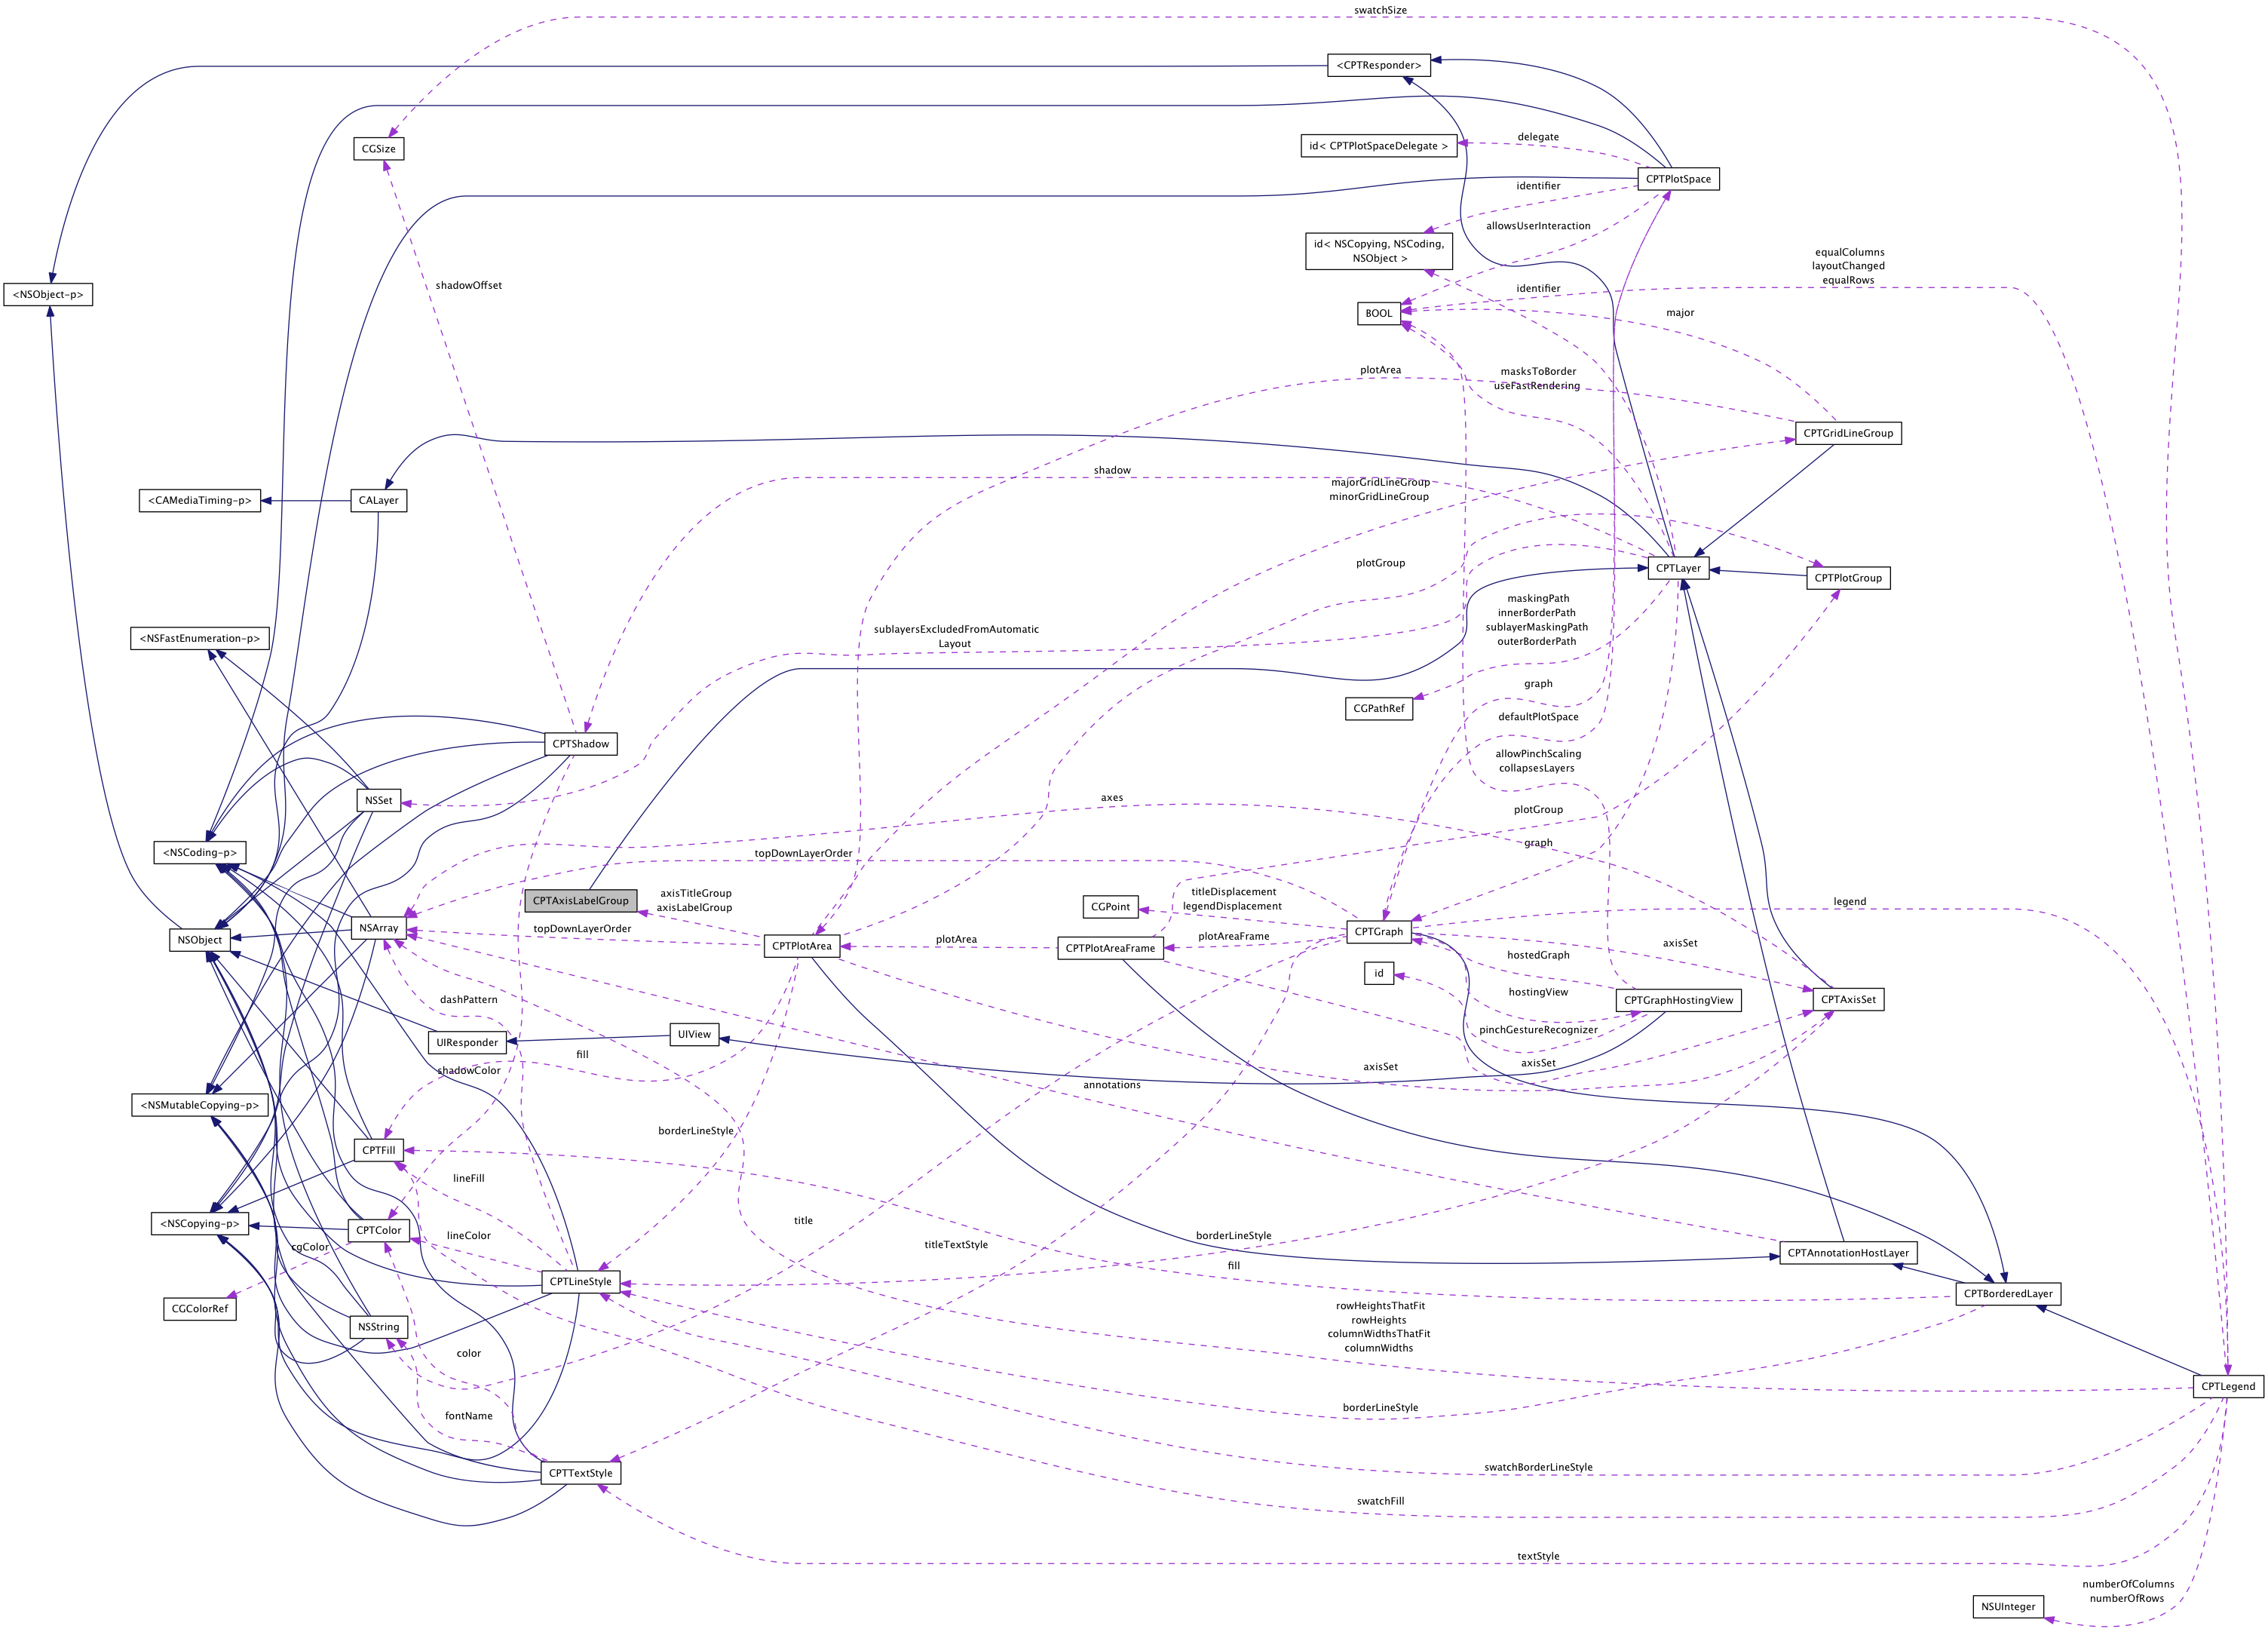 swatchSize
<CPTResponder>
delegate
id< CPTPlotSpaceDelegate >
CGSize
CPTPlotSpace
identifier
allowsUserInteraction
id< NSCopying, NSCoding,
NSObject >
equalColumns
layoutChanged
equalRows
shadowOffset
identifier
<NSObject-p>
BOOL
major
plotArea
masksToBorder
useFastRendering
CPTGridLineGroup
shadow
majorGridLineGroup
minorGridLineGroup
<CAMediaTiming-p>
CALayer
plotGroup
CPTLayer
CPTPlotGroup
maskingPath
innerBorderPath
sublayerMaskingPath
outerBorderPath
sublayersExcludedFromAutomatic
Layout
<NSFastEnumeration-p>
graph
CGPathRef
defaultPlotSpace
CPTShadow
allowPinchScaling
collapsesLayers
NSSet
axes
plotGroup
graph
<NSCoding-p>
topDownLayerOrder
CPTAxisLabelGroup
axisTitleGroup
axisLabelGroup
CGPoint
titleDisplacement
legendDisplacement
legend
NSArray
topDownLayerOrder
CPTGraph
NSObject
CPTPlotArea
plotArea
CPTPlotAreaFrame
plotAreaFrame
axisSet
hostedGraph
id
hostingView
CPTGraphHostingView
CPTAxisSet
dashPattern
UIResponder
UIView
pinchGestureRecognizer
fill
shadowColor
axisSet
axisSet
annotations
<NSMutableCopying-p>
borderLineStyle
CPTFill
lineFill
<NSCopying-p>
CPTColor
lineColor
title
titleTextStyle
borderLineStyle
cgColor
fill
CPTAnnotationHostLayer
CPTLineStyle
CPTBorderedLayer
CGColorRef
NSString
rowHeightsThatFit
rowHeights
columnWidthsThatFit
columnWidths
color
CPTLegend
fontName
borderLineStyle
CPTTextStyle
swatchBorderLineStyle
swatchFill
textStyle
numberOfColumns
numberOfRows
NSUInteger